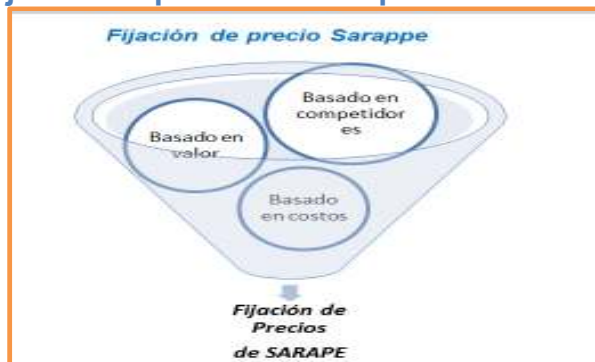 Fijación de precio Sarappe
Basado en
competidor
es
Basado en
valor
Basado
en costos
Fijación de
Precios
de SARAPE